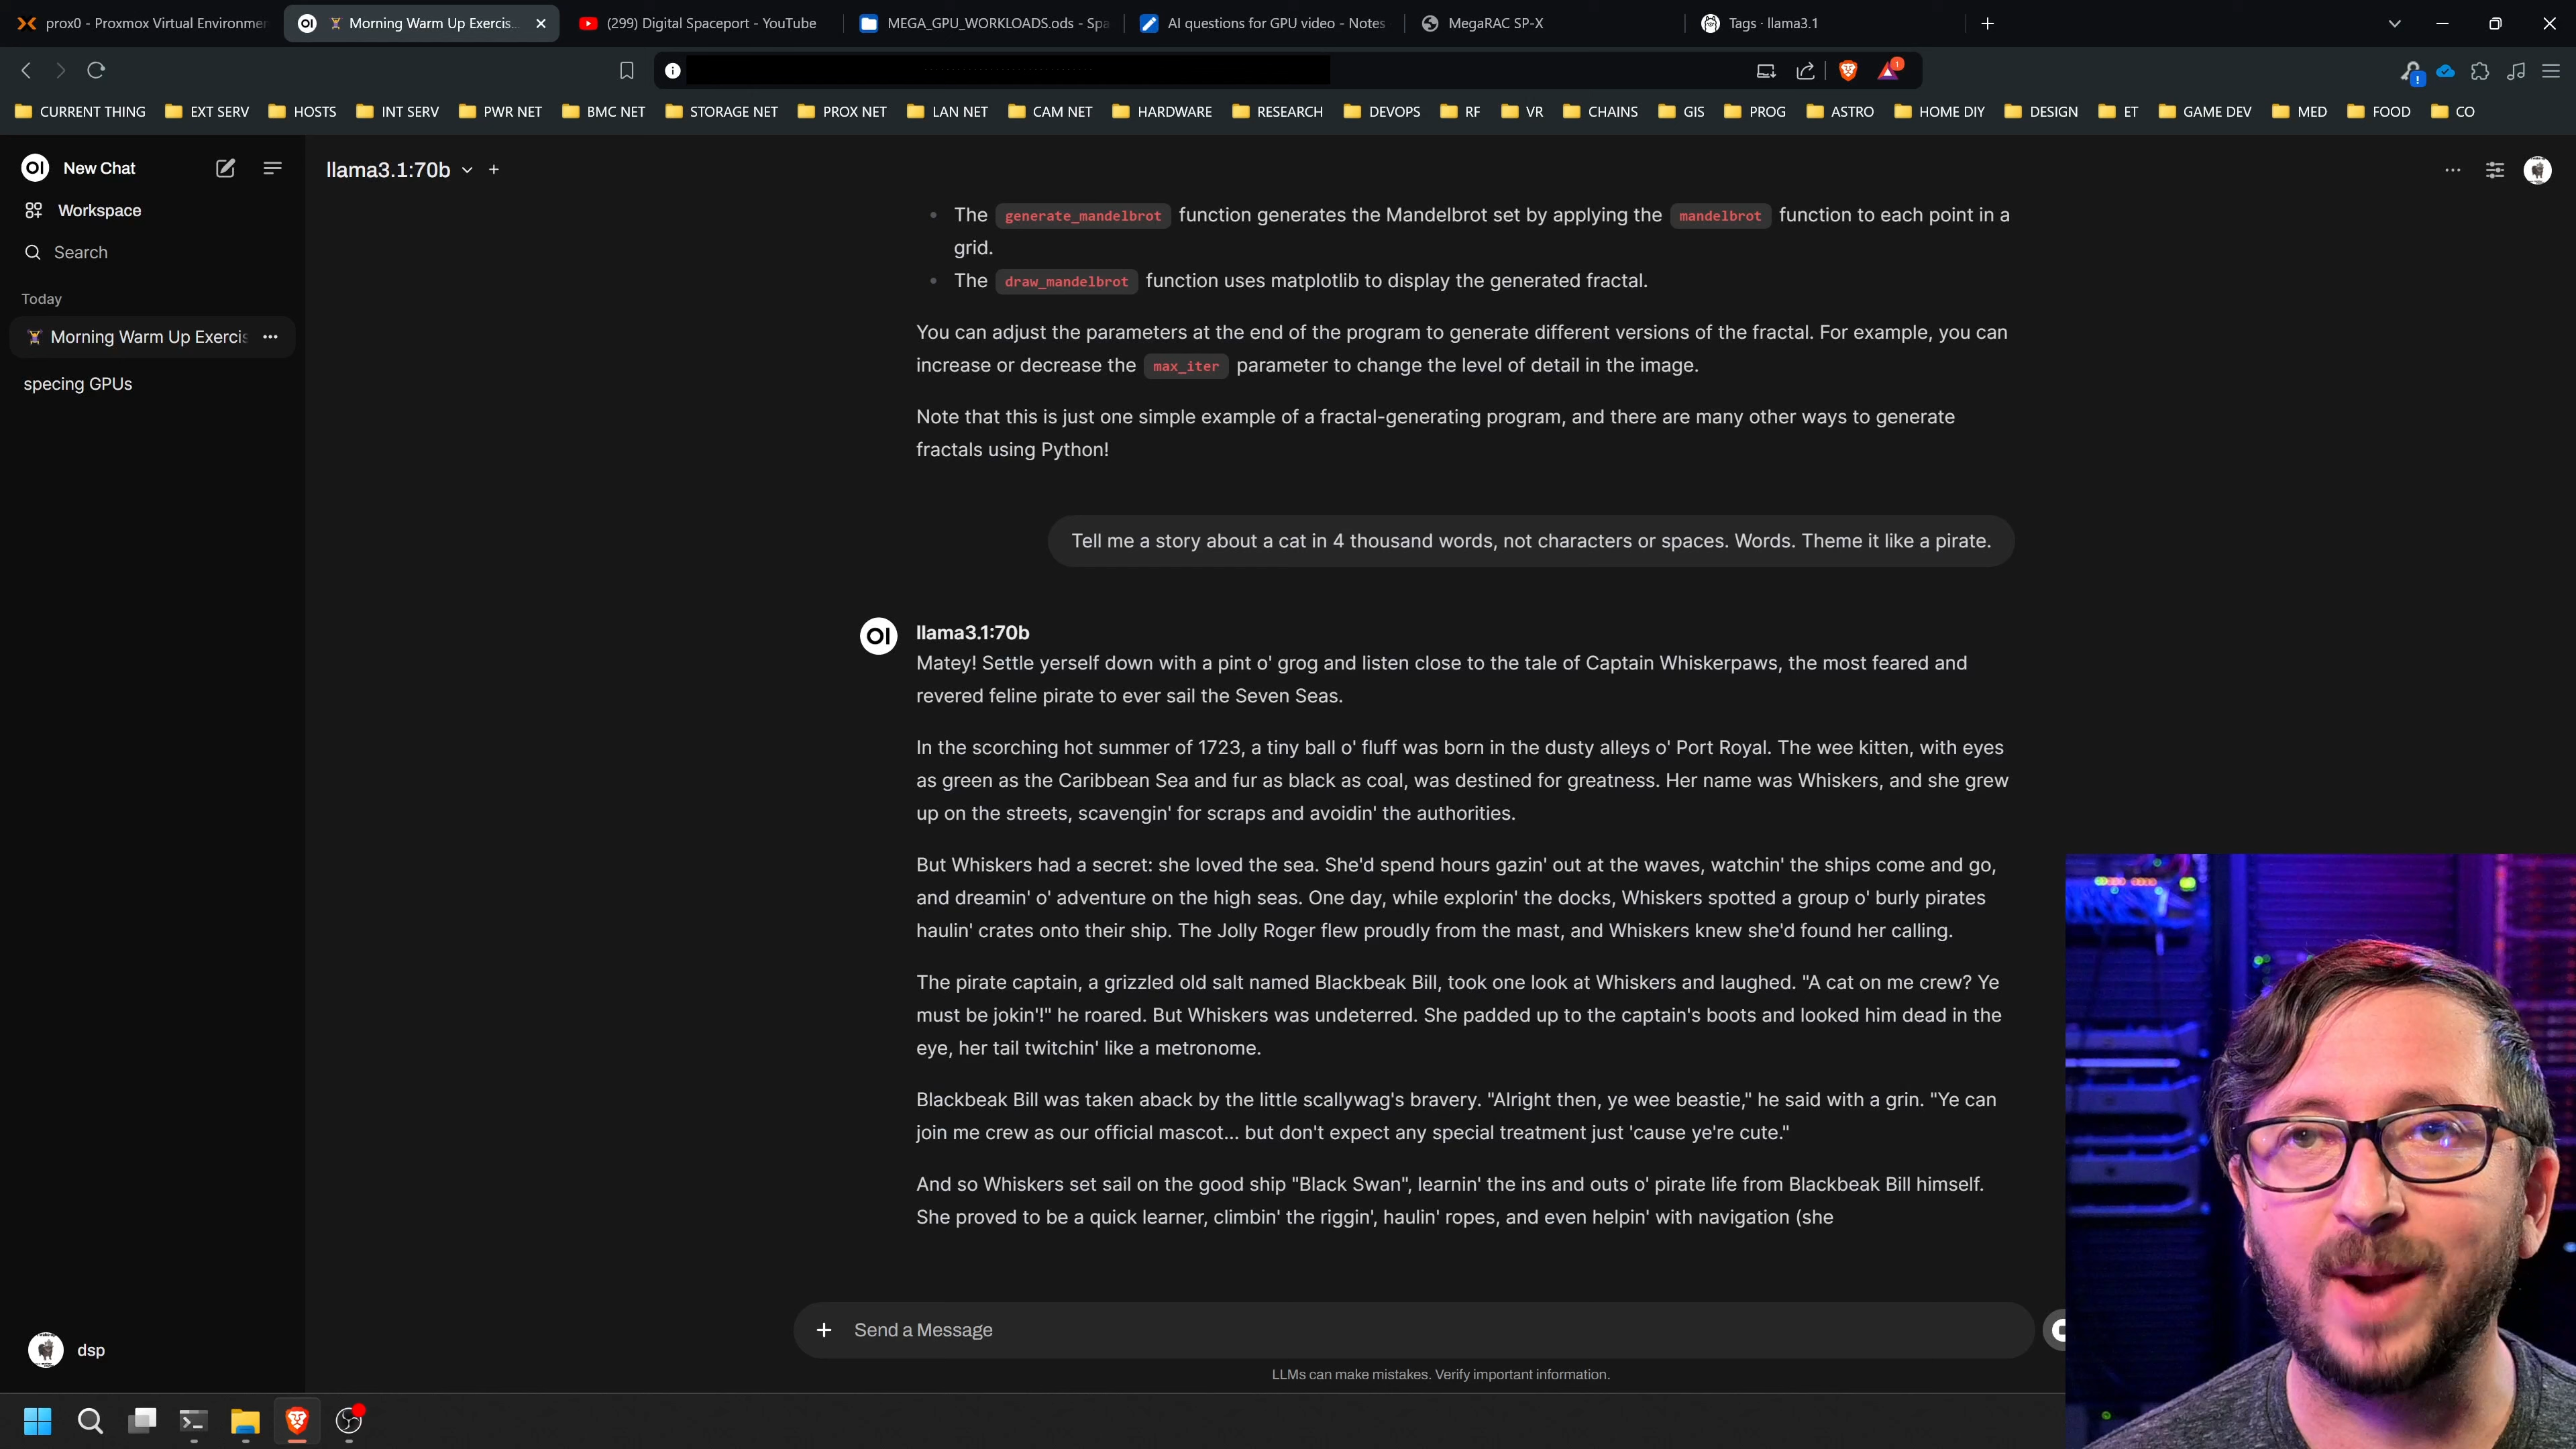 prox0 - Proxmox Virtual Environmen
Morning Warm Up Exercis...
(299) Digital Spaceport - YouTube
MEGA_GPU_WORKLOADS.ods - Spa
AI questions for GPU video - Notes
MegaRAC SP-X
Tags · llama3.1
CURRENT THING
EXT SERV
HOSTS
INT SERV
PWR NET
BMC NET
STORAGE NET
PROX NET
LAN NET
CAM NET
HARDWARE
RESEARCH
DEVOPS
RF
VR
CHAINS
GIS
PROG
ASTRO
HOME DIY
DESIGN
ET
GAME DEV
MED
FOOD
CO
OI New Chat
Workspace
Search
Today
Morning Warm Up Exercis
specing GPUs
dsp
llama3.1:70b
The generate_mandelbrot function generates the Mandelbrot set by applying the mandelbrot function to each point in a
grid.
The draw_mandelbrot function uses matplotlib to display the generated fractal.
You can adjust the parameters at the end of the program to generate different versions of the fractal. For example, you can
increase or decrease the max_iter parameter to change the level of detail in the image.
Note that this is just one simple example of a fractal-generating program, and there are many other ways to generate
fractals using Python!
Tell me a story about a cat in 4 thousand words, not characters or spaces. Words. Theme it like a pirate.
OI llama3.1:70b
Matey! Settle yerself down with a pint o' grog and listen close to the tale of Captain Whiskerpaws, the most feared and
revered feline pirate to ever sail the Seven Seas.
In the scorching hot summer of 1723, a tiny ball o' fluff was born in the dusty alleys o' Port Royal. The wee kitten, with eyes
as green as the Caribbean Sea and fur as black as coal, was destined for greatness. Her name was Whiskers, and she grew
up on the streets, scavengin' for scraps and avoidin' the authorities.
But Whiskers had a secret: she loved the sea. She'd spend hours gazin' out at the waves, watchin' the ships come and go,
and dreamin' o' adventure on the high seas. One day, while explorin' the docks, Whiskers spotted a group o' burly pirates
haulin' crates onto their ship. The Jolly Roger flew proudly from the mast, and Whiskers knew she'd found her calling.
The pirate captain, a grizzled old salt named Blackbeak Bill, took one look at Whiskers and laughed. "A cat on me crew? Ye
must be jokin'!" he roared. But Whiskers was undeterred. She padded up to the captain's boots and looked him dead in the
eye, her tail twitchin' like a metronome.
Blackbeak Bill was taken aback by the little scallywag's bravery. "Alright then, ye wee beastie," he said with a grin. "Ye can
join me crew as our official mascot... but don't expect any special treatment just 'cause ye're cute."
And so Whiskers set sail on the good ship "Black Swan", learnin' the ins and outs o' pirate life from Blackbeak Bill himself.
She proved to be a quick learner, climbin' the riggin', haulin' ropes, and even helpin' with navigation (she
Send a Message
LLMs can make mistakes. Verify important information.